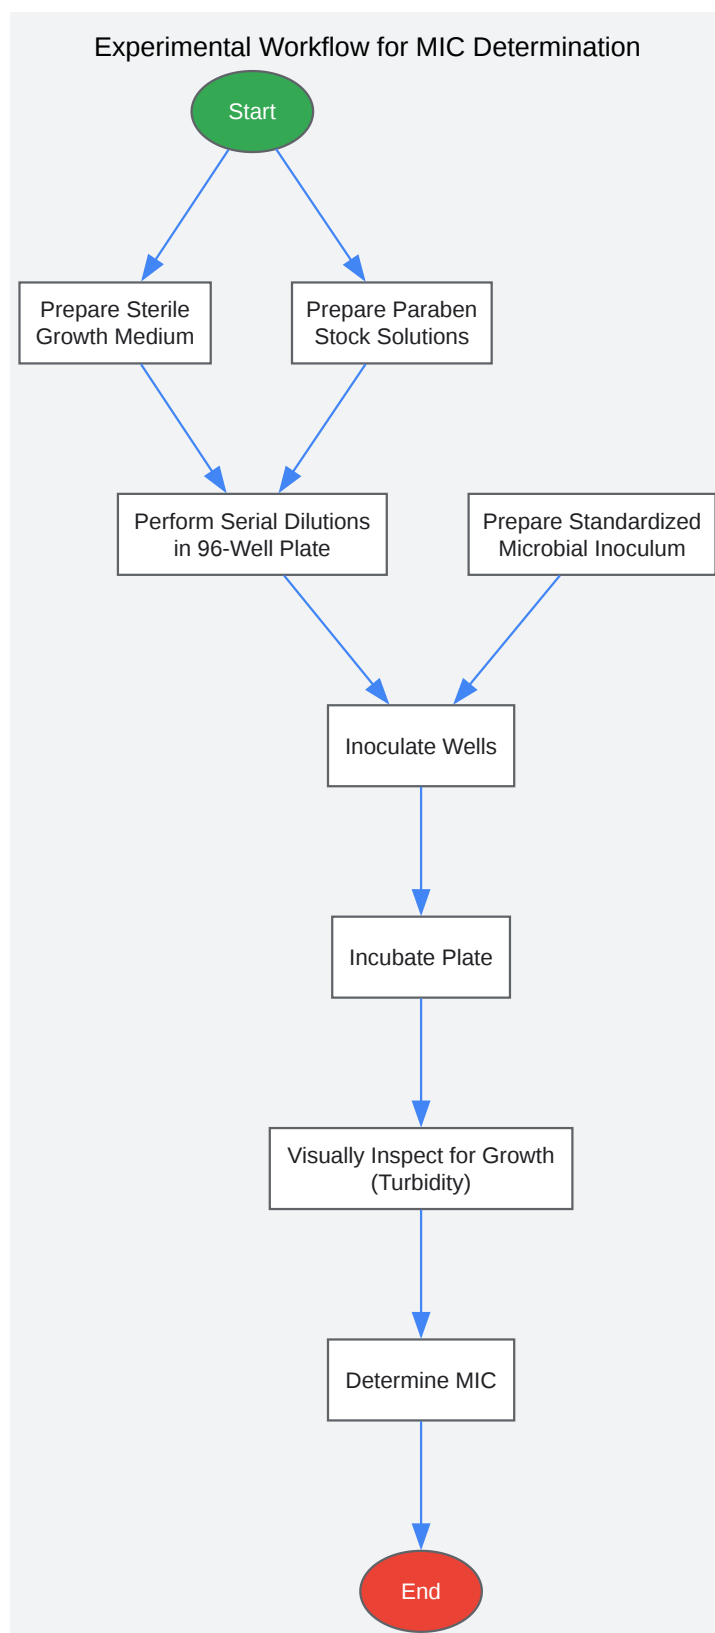 Experimental Workflow for MIC Determination
Start
Prepare Sterile
Growth Medium
Prepare Paraben
Stock Solutions
Perform Serial Dilutions
in 96-Well Plate
Prepare Standardized
Microbial Inoculum
Inoculate Wells
Incubate Plate
Visually Inspect for Growth
(Turbidity)
Determine MIC
End